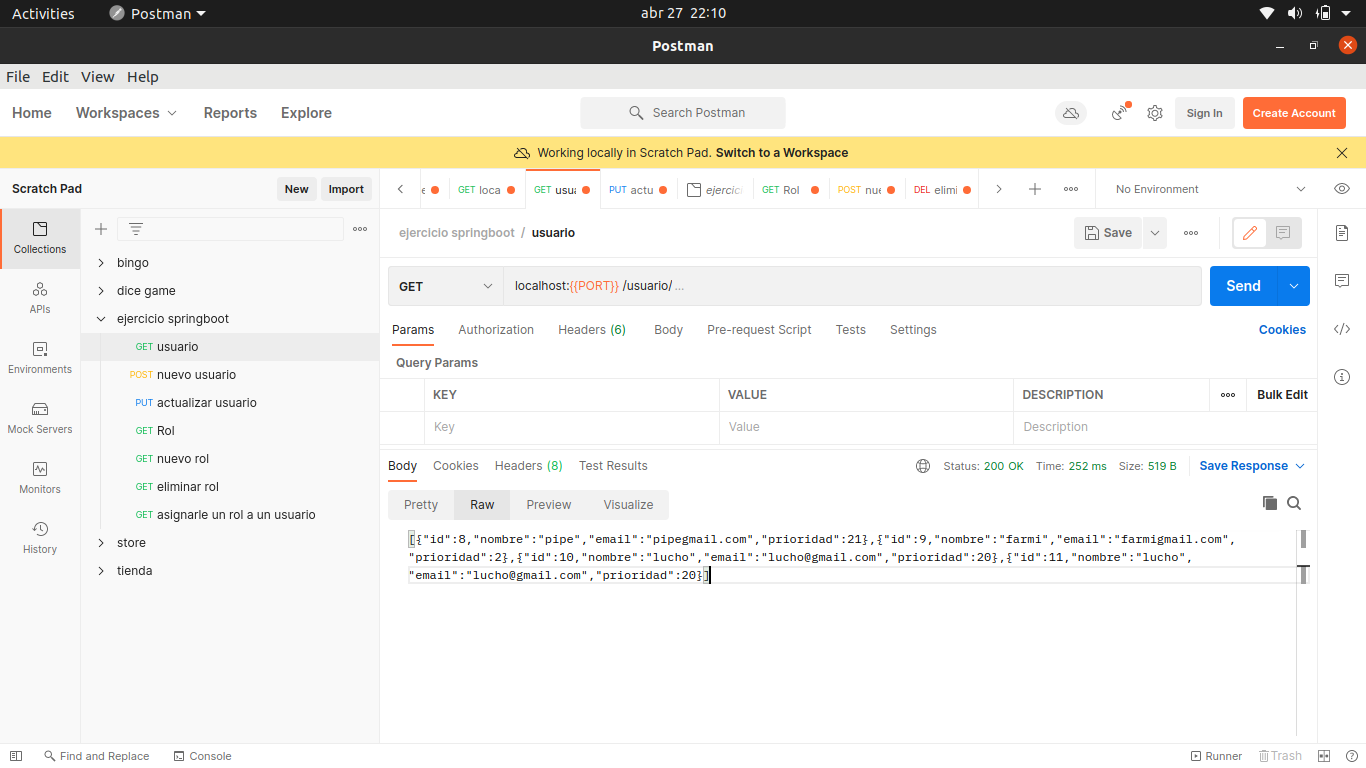 Activities Postman abr 27 22:10
Postman
File Edit View Help
Home Workspaces Reports Explore Search Postman Sign In Create Account
Working locally in Scratch Pad. Switch to a Workspace
Scratch Pad New Import
GET loca GET usua PUT actu ejercic GET Rol POST nue DEL elimi No Environment
Collections
APIs
Environments
Mock Servers
Monitors
History
bingo
dice game
ejercicio springboot
GET usuario
POST nuevo usuario
PUT actualizar usuario
GET Rol
GET nuevo rol
GET eliminar rol
GET asignarle un rol a un usuario
store
tienda
ejercicio springboot / usuario Save
GET localhost:{{PORT}} /usuario/ ... Send
Params Authorization Headers (6) Body Pre-request Script Tests Settings Cookies
Query Params
KEY VALUE DESCRIPTION Bulk Edit
Key Value Description
Body Cookies Headers (8) Test Results Status: 200 OK Time: 252 ms Size: 519 B Save Response
Pretty Raw Preview Visualize
[{"id":8,"nombre":"pipe","email":"pipegmail.com","prioridad":21},{"id":9,"nombre":"farmi","email":"farmigmail.com",
"prioridad":2},{"id":10,"nombre":"lucho","email":"lucho@gmail.com","prioridad":20},{"id":11,"nombre":"lucho",
"email":"lucho@gmail.com","prioridad":20}]
Find and Replace Console Runner Trash